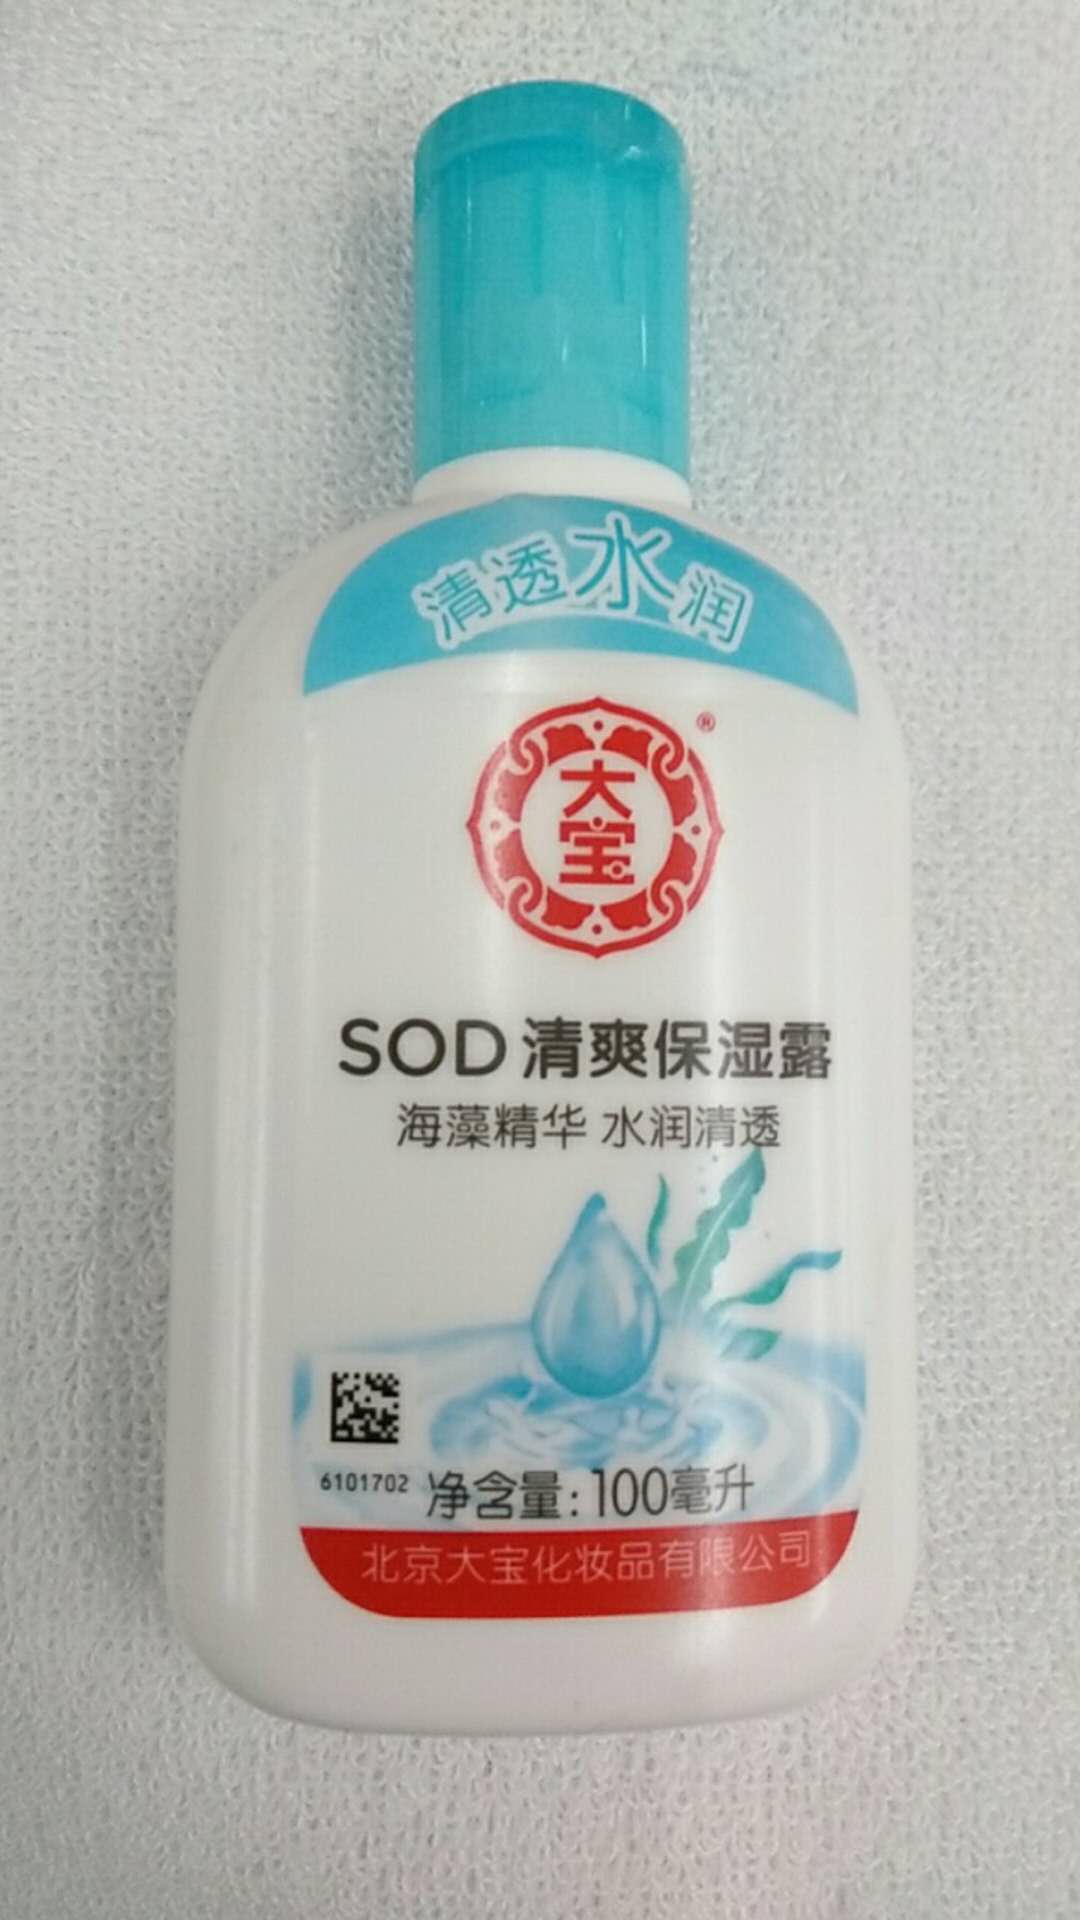 清透水润
®
大宝
SOD清爽保湿露
海藻精华 水润清透
6101702
净含量:100毫升
北京大宝化妆品有限公司